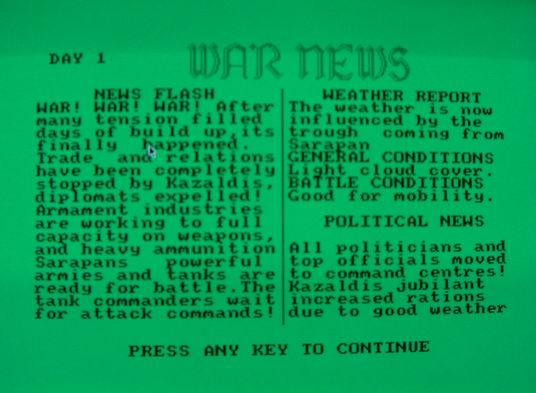 DAY 1
WAR NEWS
NEWS FLASH
WAR! WAR! WAR! After
many tension filled
days of build up,its
finally happened.
Trade and relations
have been completely
stopped by Kazaldis,
diplomats expelled!
Armament industries
are working to full
capacity on weapons,
and heavy ammunition
Sarapans powerful
armies and tanks are
ready for battle.The
tank commanders wait
for attack commands!
WEATHER REPORT
The weather is now
influenced by the
trough coming from
Sarapan
GENERAL CONDITIONS
Light cloud cover.
BATTLE CONDITIONS
Good for mobility.
POLITICAL NEWS
All politicians and
top officials moved
to command centres!
Kazaldis jubilant
increased rations
due to good weather
PRESS ANY KEY TO CONTINUE